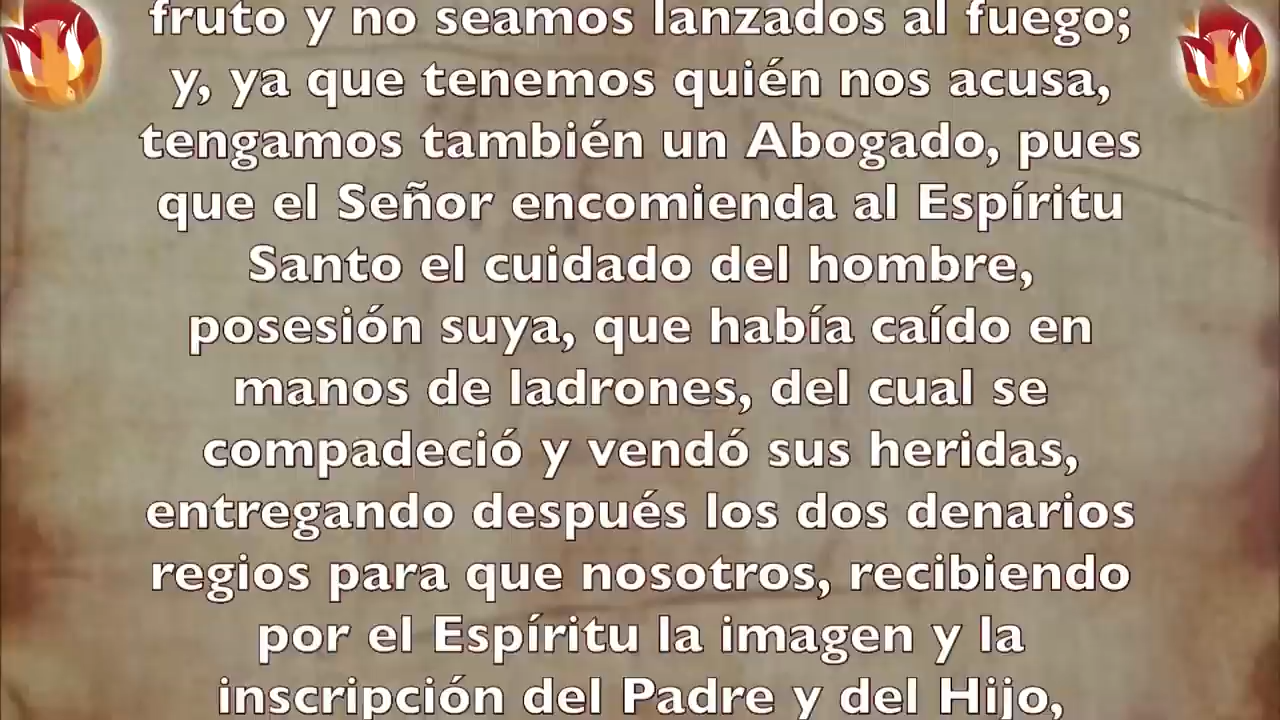 fruto y no seamos lanzados al fuego;
y, ya que tenemos quién nos acusa,
tengamos también un Abogado, pues
que el Señor encomienda al Espíritu
Santo el cuidado del hombre,
posesión suya, que había caído en
manos de ladrones, del cual se
compadeció y vendó sus heridas,
entregando después los dos denarios
regios para que nosotros, recibiendo
por el Espíritu la imagen y la
inscripción del Padre y del Hijo,